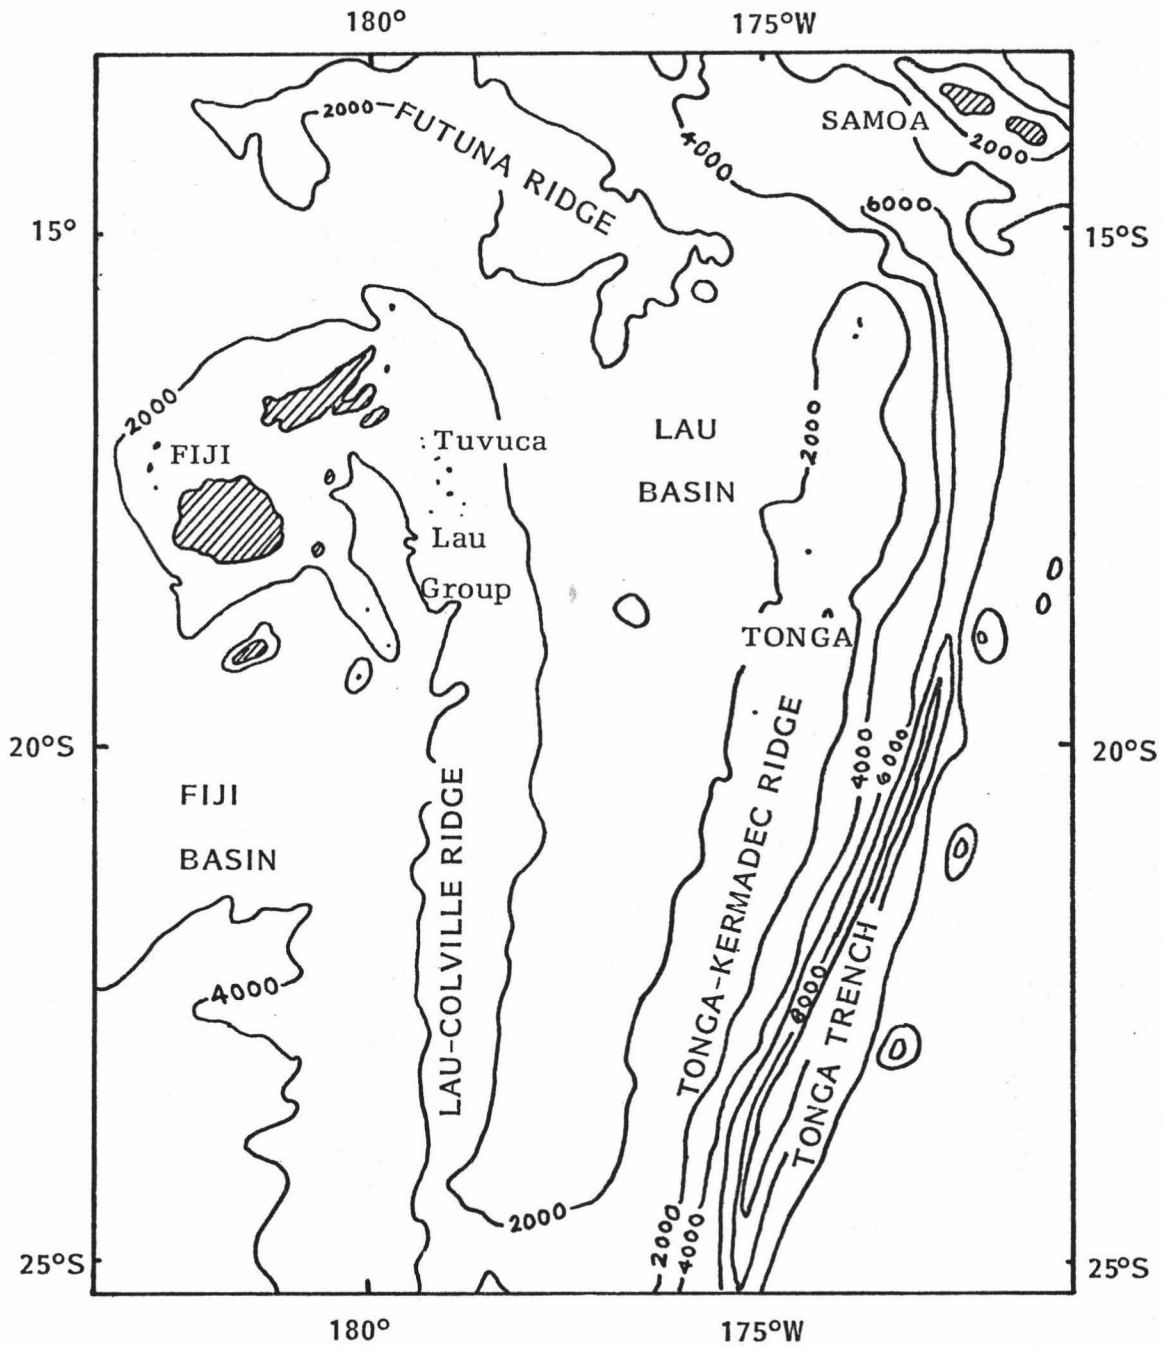 180°
175°W
2000
FUTUNA RIDGE
4000
SAMOA
2000
6000
15°
15°S
2000
FIJI
Tuvuca
LAU
BASIN
2000
Lau
Group
TONGA
20°S
20°S
FIJI
BASIN
LAU-COLVILLE RIDGE
TONGA-KERMADEC RIDGE
4000
6000
4000
8000
TONGA TRENCH
2000
2000
4000
25°S
25°S
180°
175°W